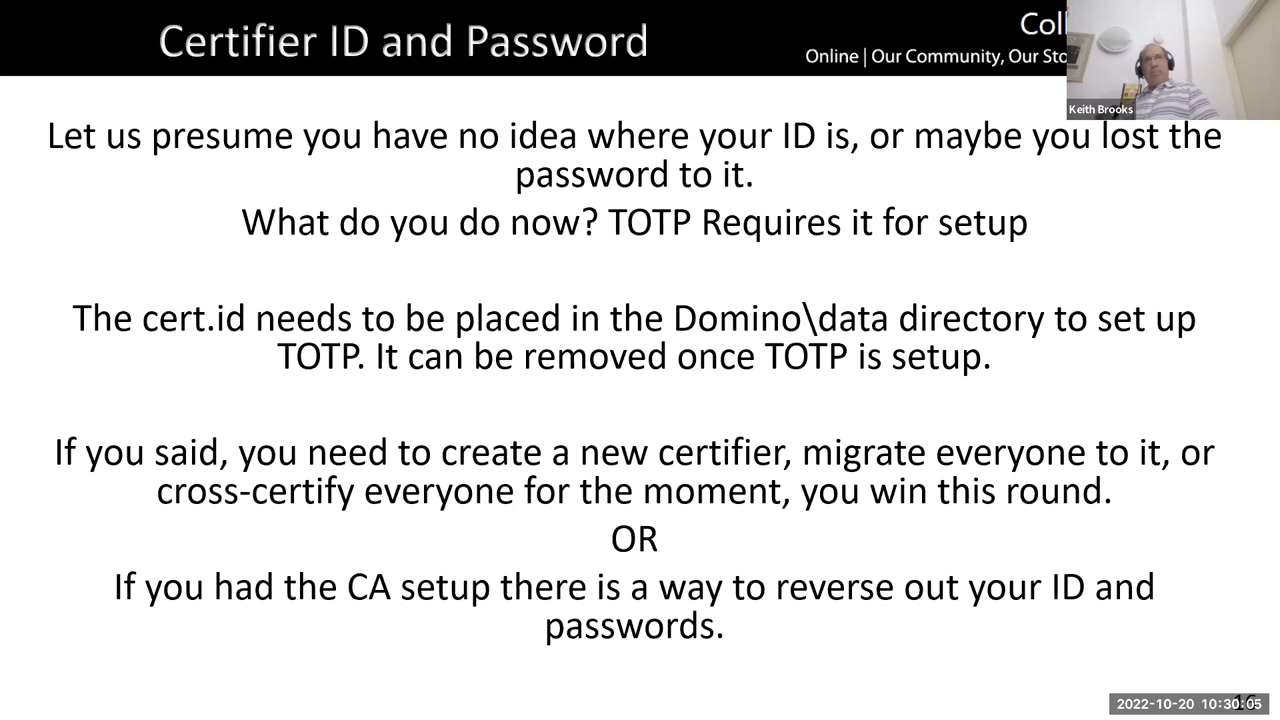 Certifier ID and Password
Coll
Online | Our Community, Our Sto
Keith Brooks
Let us presume you have no idea where your ID is, or maybe you lost the
password to it.
What do you do now? TOTP Requires it for setup
The cert.id needs to be placed in the Domino\data directory to set up
TOTP. It can be removed once TOTP is setup.
If you said, you need to create a new certifier, migrate everyone to it, or
cross-certify everyone for the moment, you win this round.
OR
If you had the CA setup there is a way to reverse out your ID and
passwords.
2022-10-20 10:30:05